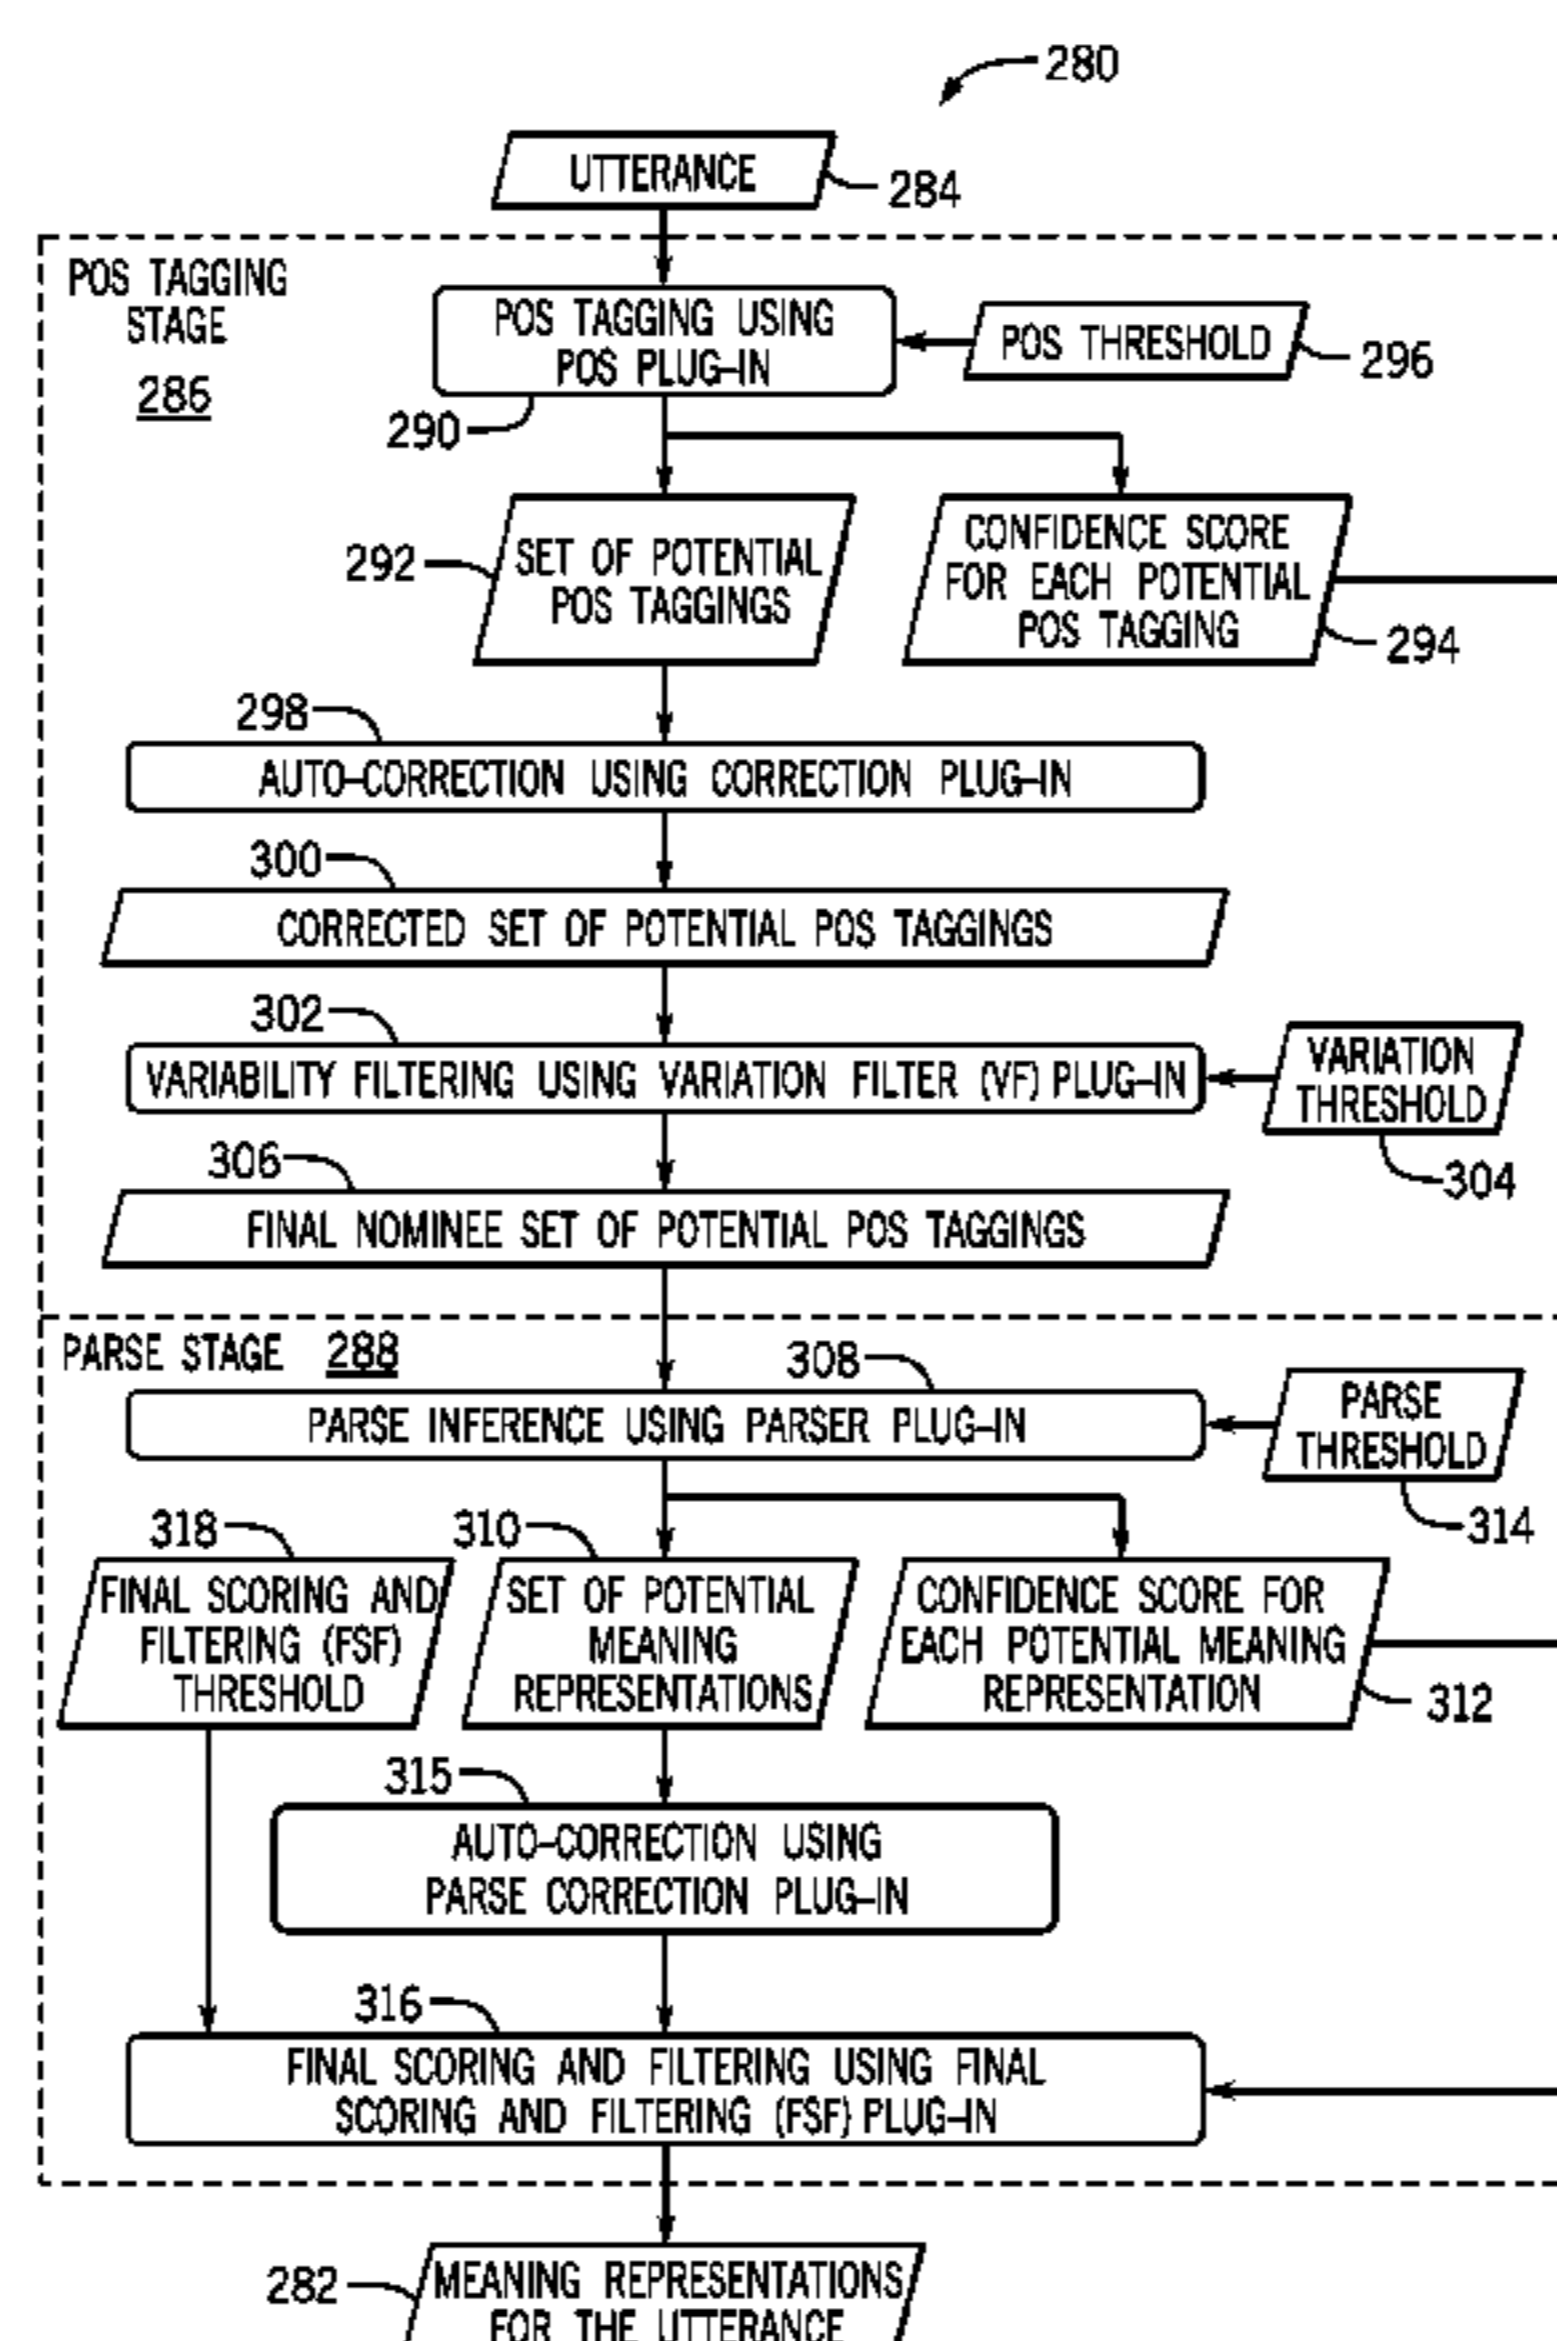 280
UTTERANCE
284
POS TAGGING
STAGE
286
POS TAGGING USING
POS PLUG-IN
290
POS THRESHOLD
296
292
SET OF POTENTIAL
POS TAGGINGS
CONFIDENCE SCORE
FOR EACH POTENTIAL
POS TAGGING
294
298
AUTO-CORRECTION USING CORRECTION PLUG-IN
300
CORRECTED SET OF POTENTIAL POS TAGGINGS
302
VARIABILITY FILTERING USING VARIATION FILTER (VF) PLUG-IN
VARIATION
THRESHOLD
304
306
FINAL NOMINEE SET OF POTENTIAL POS TAGGINGS
PARSE STAGE 288
308
PARSE INFERENCE USING PARSER PLUG-IN
PARSE
THRESHOLD
314
318
FINAL SCORING AND
FILTERING (FSF)
THRESHOLD
310
SET OF POTENTIAL
MEANING
REPRESENTATIONS
CONFIDENCE SCORE FOR
EACH POTENTIAL MEANING
REPRESENTATION
312
315
AUTO-CORRECTION USING
PARSE CORRECTION PLUG-IN
316
FINAL SCORING AND FILTERING USING FINAL
SCORING AND FILTERING (FSF) PLUG-IN
282
MEANING REPRESENTATIONS
FOR THE UTTERANCE